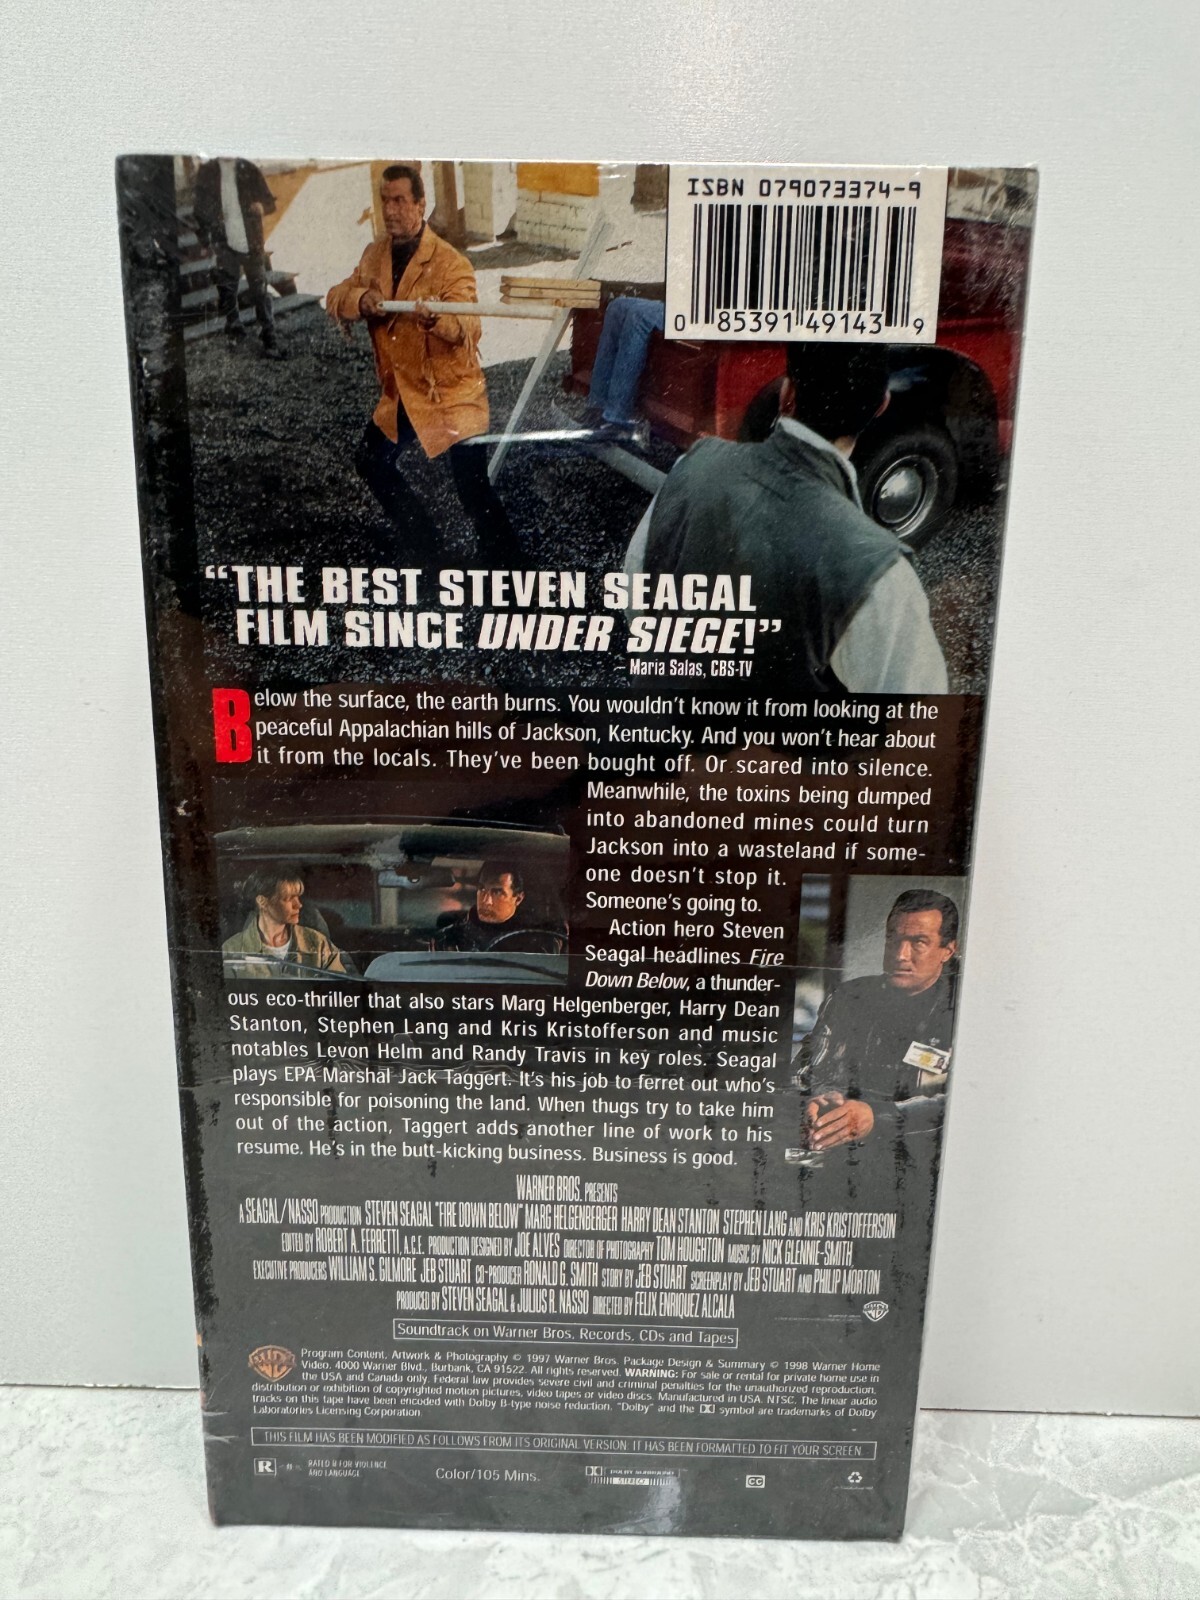 ISBN 079073374-9
0 85391 49143 9
"THE BEST STEVEN SEAGAL
FILM SINCE UNDER SIEGE!"
– Maria Salas, CBS-TV
Below the surface, the earth burns. You wouldn't know it from looking at the
peaceful Appalachian hills of Jackson, Kentucky. And you won't hear about
it from the locals. They've been bought off. Or scared into silence.
Meanwhile, the toxins being dumped
into abandoned mines could turn
Jackson into a wasteland if some-
one doesn't stop it.
Someone's going to.
Action hero Steven
Seagal headlines Fire
Down Below, a thunder-
ous eco-thriller that also stars Marg Helgenberger, Harry Dean
Stanton, Stephen Lang and Kris Kristofferson and music
notables Levon Helm and Randy Travis in key roles. Seagal
plays EPA Marshal Jack Taggert. It's his job to ferret out who's
responsible for poisoning the land. When thugs try to take him
out of the action, Taggert adds another line of work to his
resume. He's in the butt-kicking business. Business is good.
WARNER BROS. PRESENTS
A SEAGAL/NASSO PRODUCTION STEVEN SEAGAL "FIRE DOWN BELOW" MARG HELGENBERGER HARRY DEAN STANTON STEPHEN LANG AND KRIS KRISTOFFERSON
EDITED BY ROBERT A. FERRETTI, A.C.E. PRODUCTION DESIGNED BY JOE ALVES DIRECTOR OF PHOTOGRAPHY TOM HOUGHTON MUSIC BY NICK GLENNIE-SMITH,
EXECUTIVE PRODUCERS WILLIAM S. GILMORE JEB STUART CO-PRODUCER RONALD G. SMITH STORY BY JEB STUART SCREENPLAY BY JEB STUART AND PHILIP MORTON
PRODUCED BY STEVEN SEAGAL & JULIUS R. NASSO DIRECTED BY FELIX ENRIQUEZ ALCALA
Soundtrack on Warner Bros. Records, CDs and Tapes
Program Content, Artwork & Photography © 1997 Warner Bros. Package Design & Summary © 1998 Warner Home
Video. 4000 Warner Blvd., Burbank, CA 91522. All rights reserved. WARNING: For sale or rental for private home use in
the USA and Canada only. Federal law provides severe civil and criminal penalties for the unauthorized reproduction,
distribution or exhibition of copyrighted motion pictures, video tapes or video discs. Manufactured in USA. NTSC. The linear audio
tracks on this tape have been encoded with Dolby B-type noise reduction. "Dolby" and the symbol are trademarks of Dolby
Laboratories Licensing Corporation.
THIS FILM HAS BEEN MODIFIED AS FOLLOWS FROM ITS ORIGINAL VERSION: IT HAS BEEN FORMATTED TO FIT YOUR SCREEN.
R RATED R FOR VIOLENCE
AND LANGUAGE
Color/105 Mins.
DOLBY SURROUND
STEREO
CC